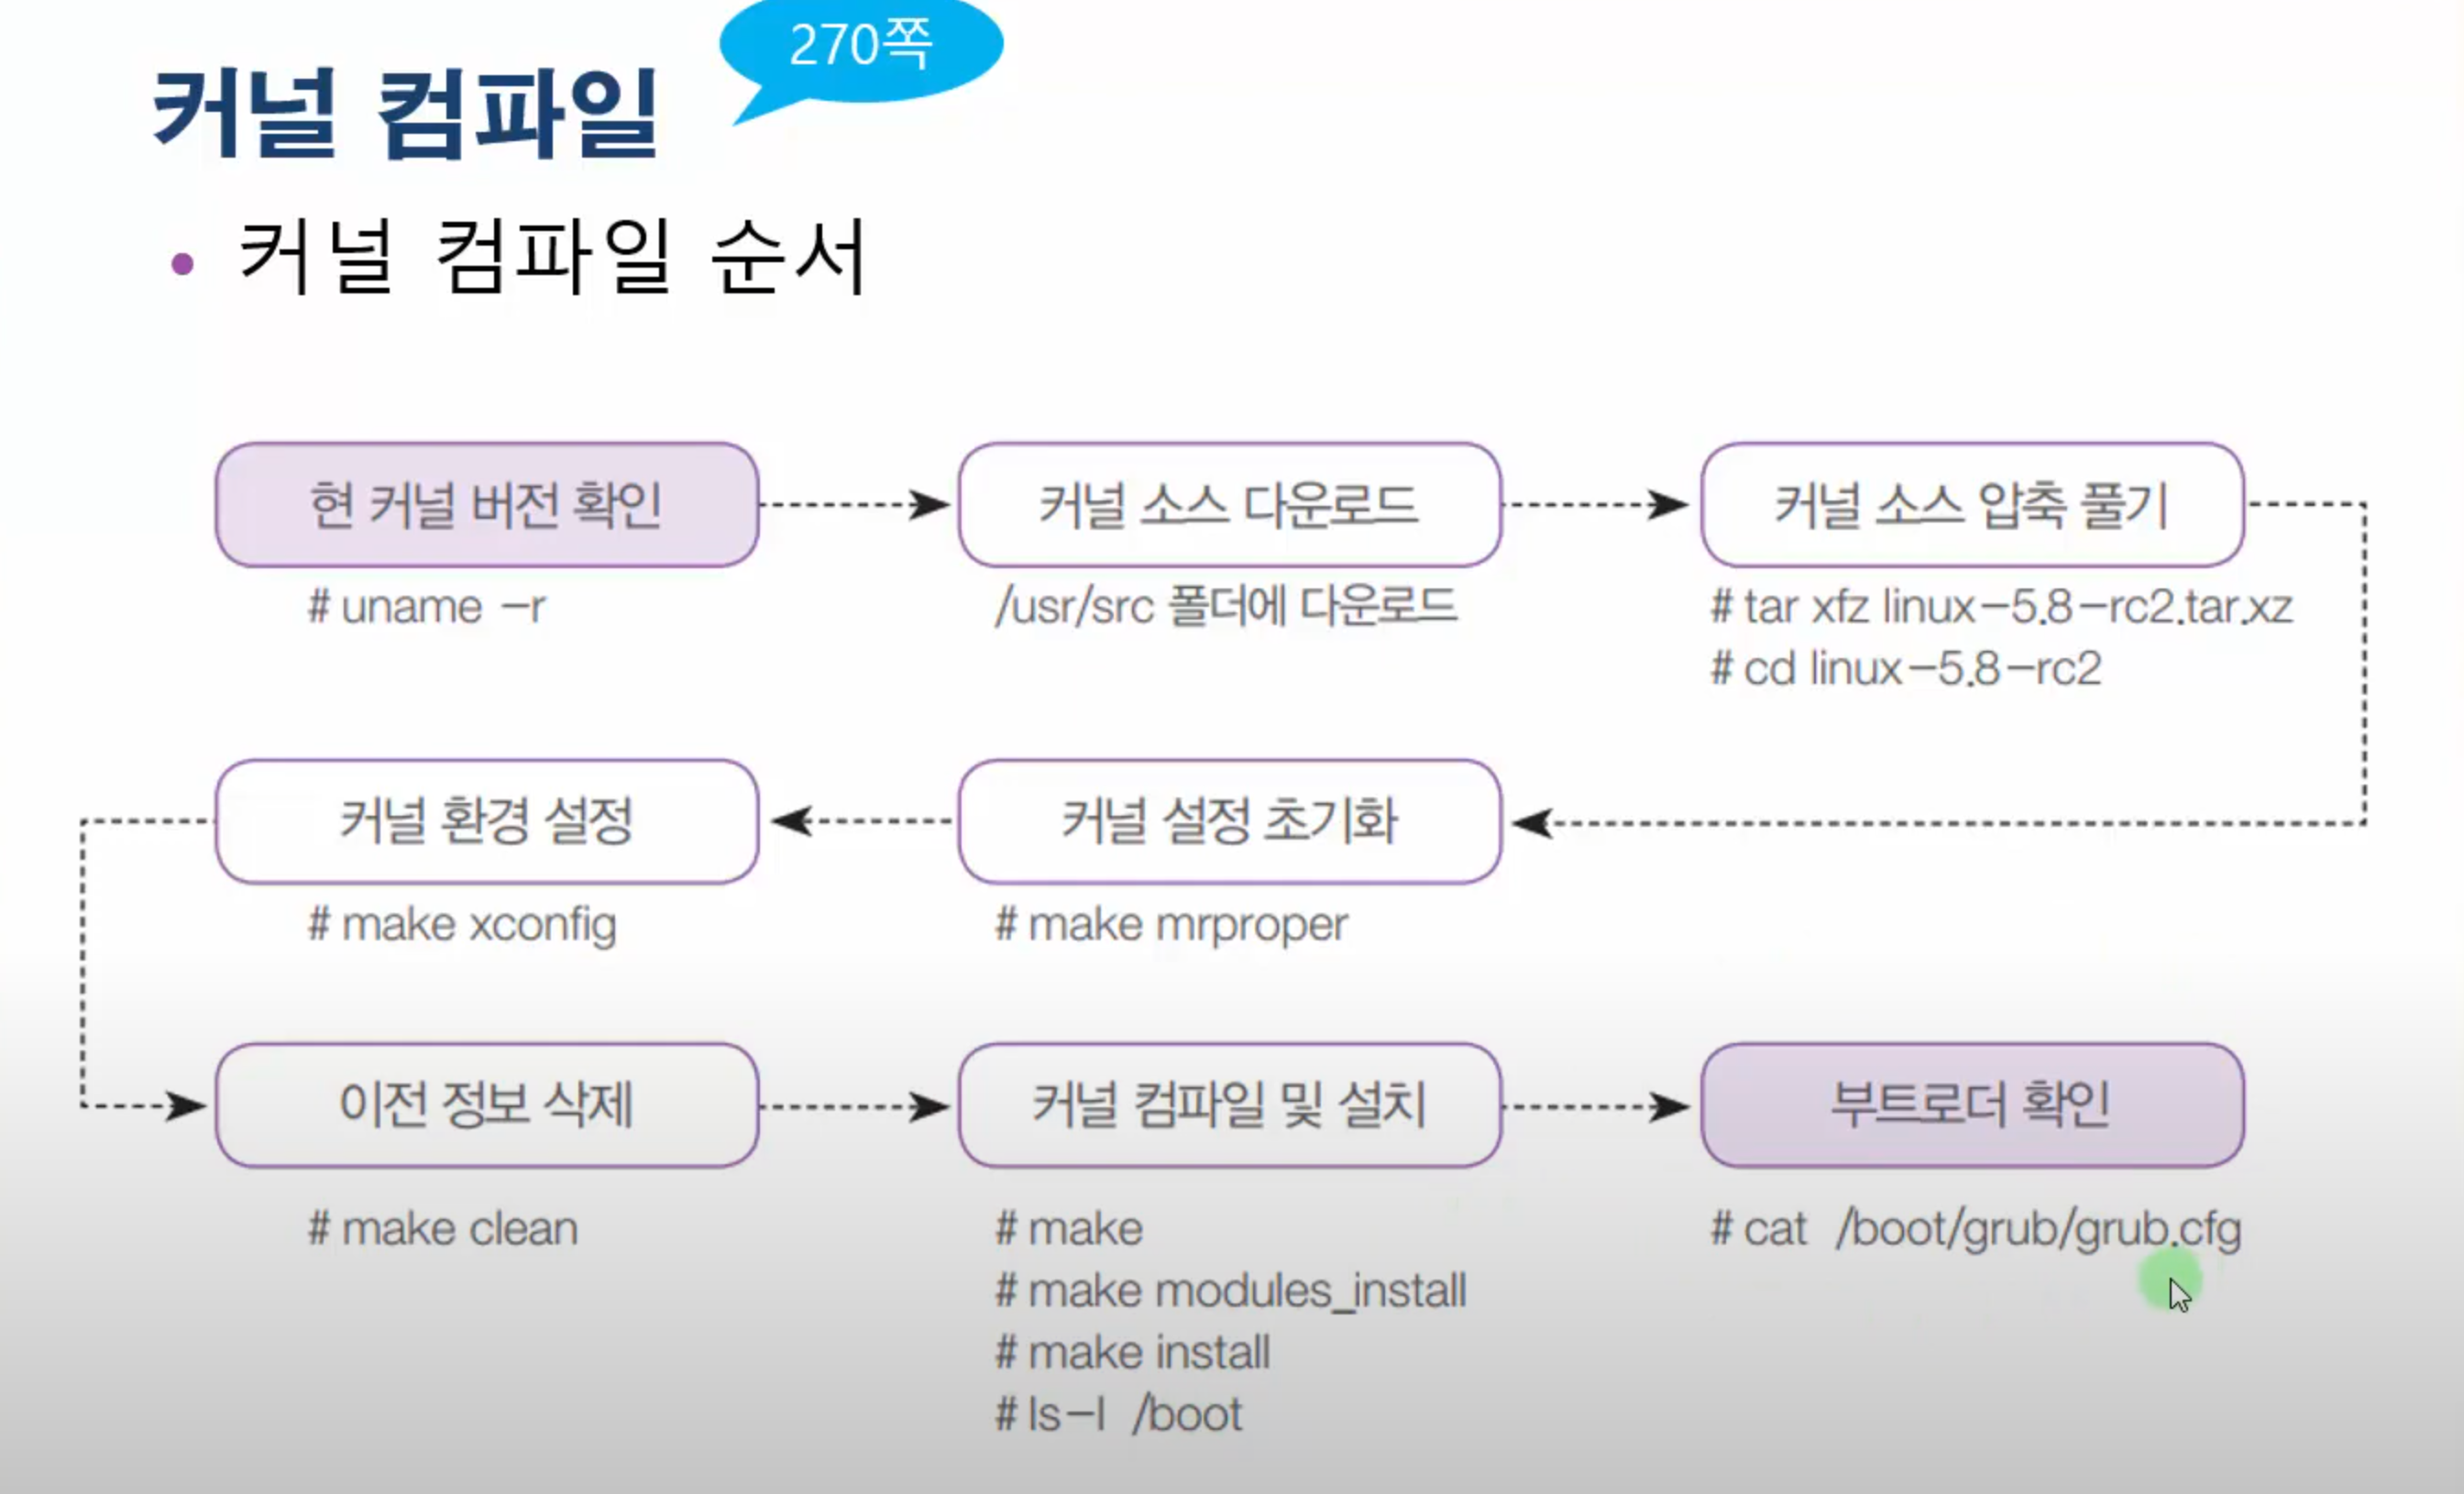 270쪽
커널 컴파일
• 커널 컴파일 순서
현 커널 버전 확인
# uname -r
커널 소스 다운로드
/usr/src 폴더에 다운로드
커널 소스 압축 풀기
# tar xfz linux-5.8-rc2.tar.xz
# cd linux-5.8-rc2
커널 설정 초기화
# make mrproper
커널 환경 설정
# make xconfig
이전 정보 삭제
# make clean
커널 컴파일 및 설치
# make
# make modules_install
# make install
# ls-l /boot
부트로더 확인
# cat /boot/grub/grub.cfg